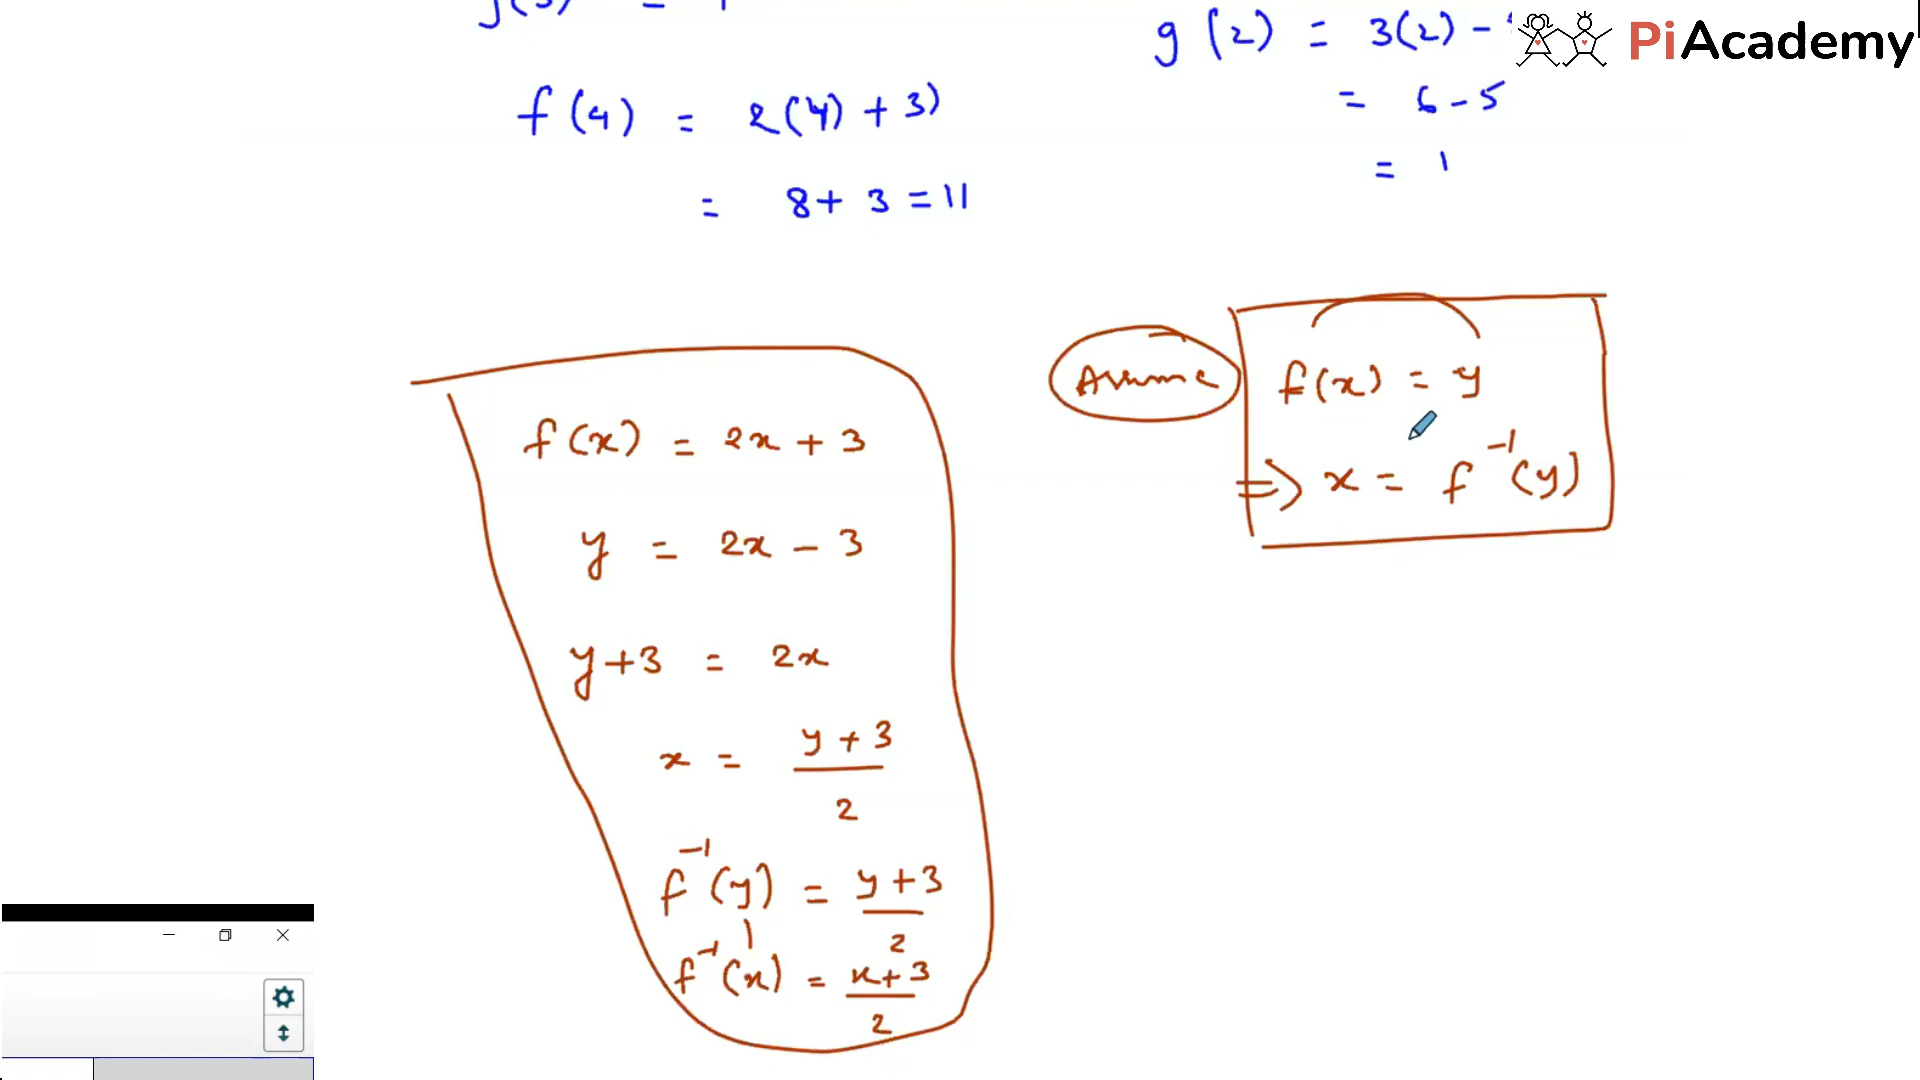 g(2) = 3(2) -
PiAcademy
f(4) = 2(4) + 3)
= 6 - 5
= 8 + 3 = 11
= 1
Assume
f(x) = y
⇒ x = f⁻¹(y)
f(x) = 2x + 3
y = 2x - 3
y + 3 = 2x
x = y + 3 / 2
f⁻¹(y) = y + 3 / 2
f⁻¹(x) = x + 3 / 2